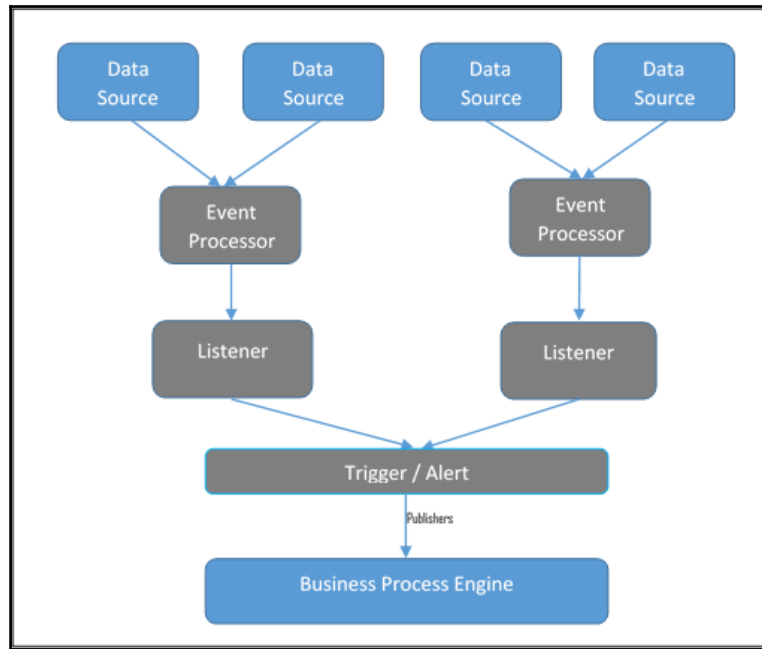 Data
Source
Data
Source
Data
Source
Data
Source
Event
Processor
Event
Processor
Listener
Listener
Trigger / Alert
Publishers
Business Process Engine